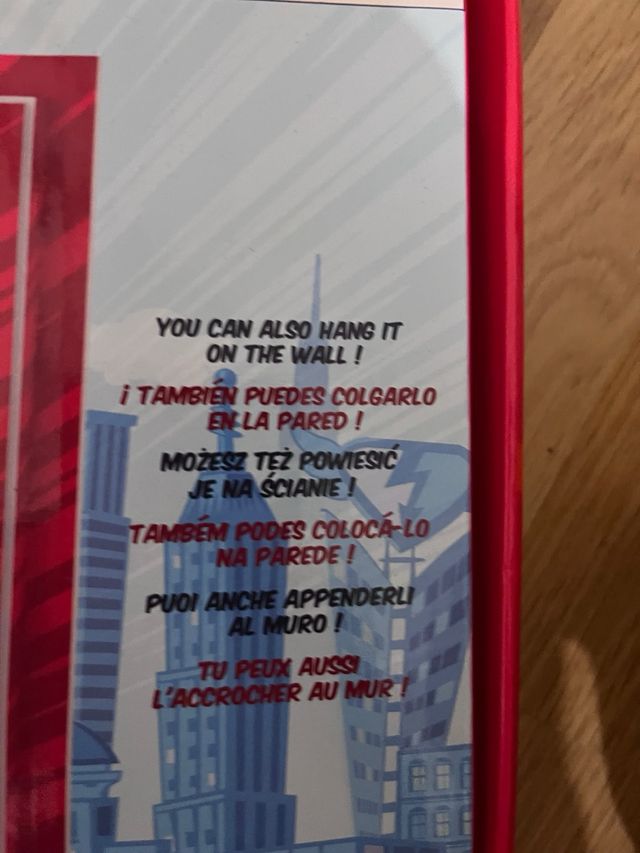 YOU CAN ALSO HANG IT
ON THE WALL !
¡ TAMBIÉN PUEDES COLGARLO
EN LA PARED !
MOŻESZ TEŻ POWIESIĆ
JE NA ŚCIANIE !
TAMBÉM PODES COLOCÁ-LO
NA PAREDE !
PUOI ANCHE APPENDERLI
AL MURO !
TU PEUX AUSSI
L'ACCROCHER AU MUR !